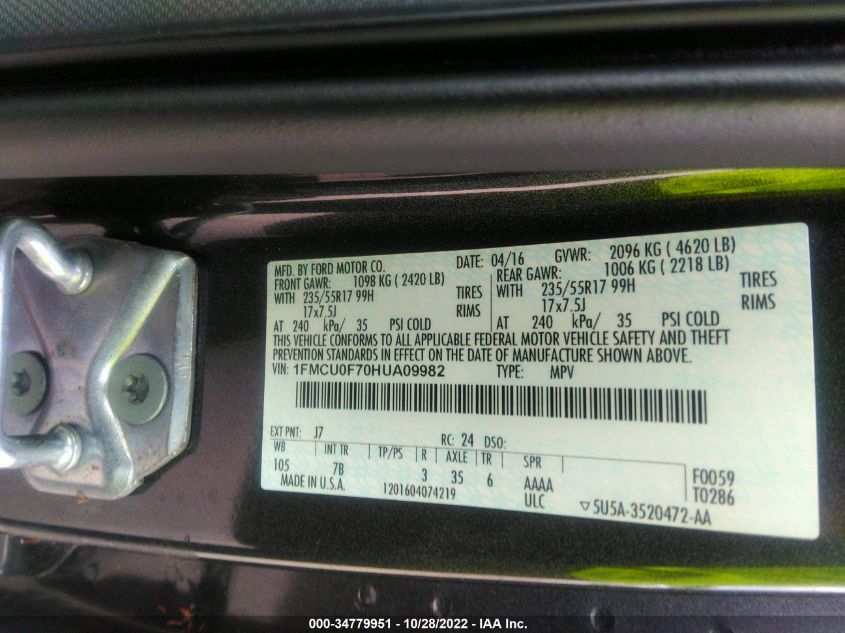 MFD. BY FORD MOTOR CO.
DATE: 04/16 GVWR: 2096 KG ( 4620 LB)
FRONT GAWR: 1098 KG ( 2420 LB)
REAR GAWR: 1006 KG ( 2218 LB)
WITH 235/55R17 99H TIRES
WITH 235/55R17 99H TIRES
17x7.5J RIMS
17x7.5J RIMS
AT 240 kPa/ 35 PSI COLD
AT 240 kPa/ 35 PSI COLD
THIS VEHICLE CONFORMS TO ALL APPLICABLE FEDERAL MOTOR VEHICLE SAFETY AND THEFT
PREVENTION STANDARDS IN EFFECT ON THE DATE OF MANUFACTURE SHOWN ABOVE.
VIN: 1FMCU0F70HUA09982 TYPE: MPV
EXT PNT: J7 RC: 24 DSO:
WB INT TR TP/PS R AXLE TR SPR
105 7B 3 35 6 AAAA F0059
MADE IN U.S.A. 1201604074219 ULC T0286
▽5U5A-3520472-AA
000-34779951 - 10/28/2022 - IAA Inc.